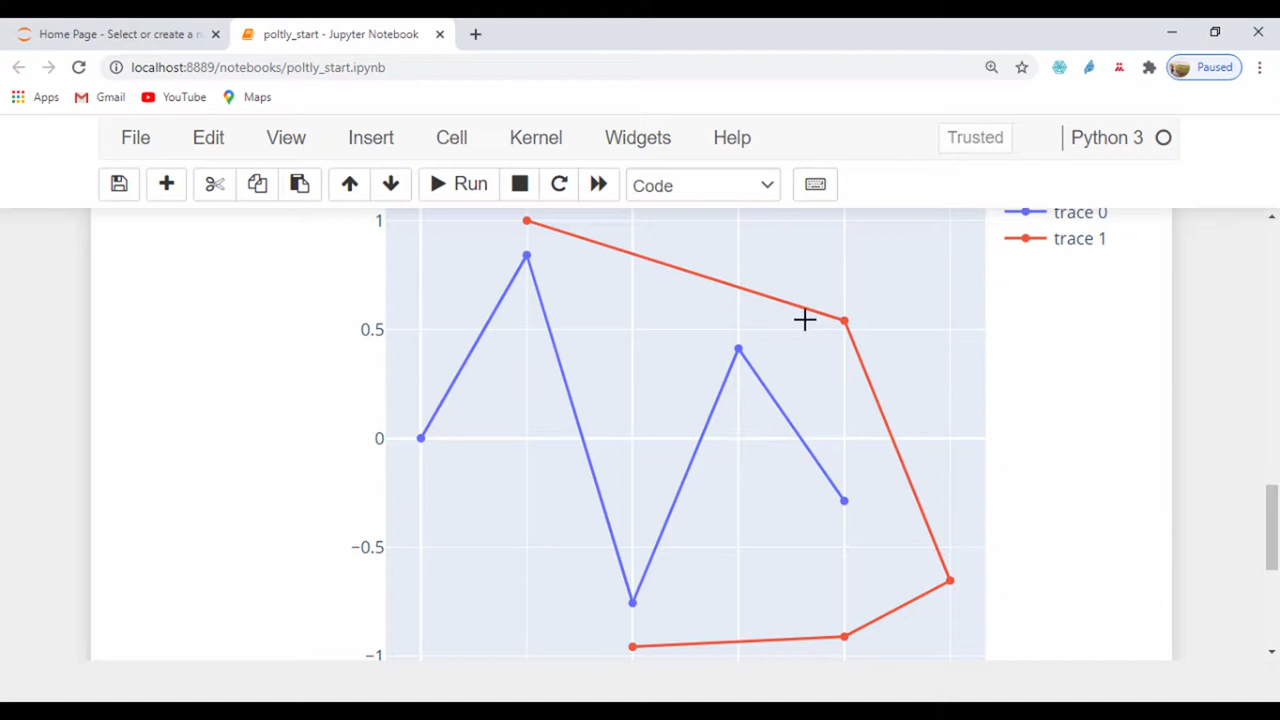 Home Page - Select or create a n
poltly_start - Jupyter Notebook
localhost:8889/notebooks/poltly_start.ipynb
Paused
Apps Gmail YouTube Maps
File Edit View Insert Cell Kernel Widgets Help Trusted Python 3
Run Code
trace 0
trace 1
1
0.5
0
−0.5
−1